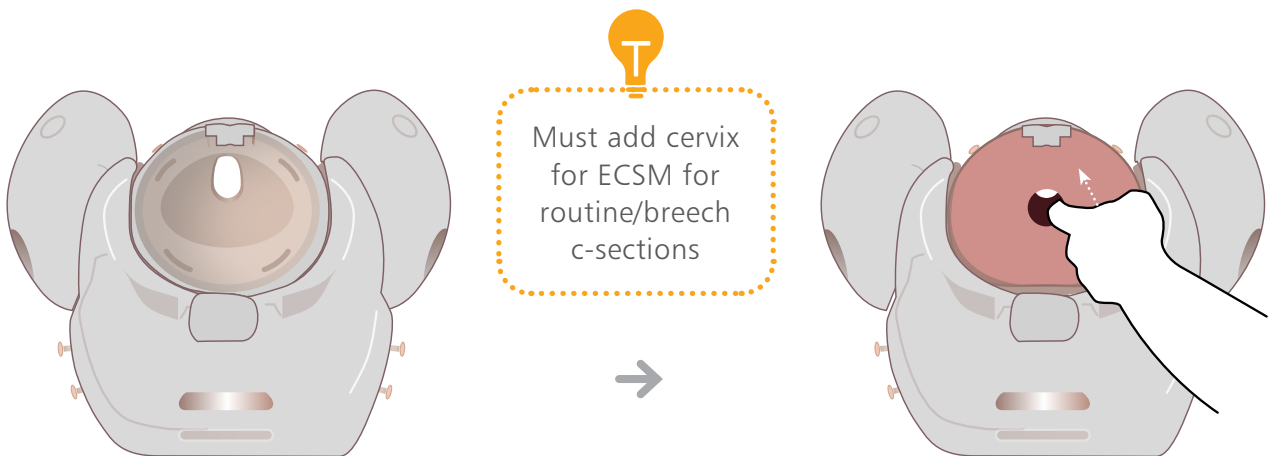 T
Must add cervix
for ECSM for
routine/breech
c-sections